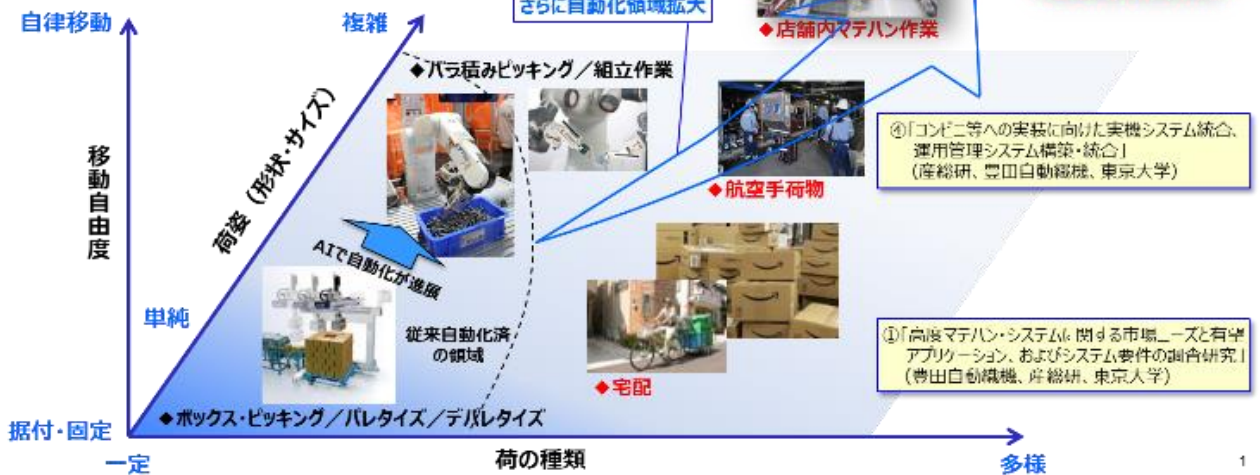 自律移動
複雑
さらに自動化領域拡大
◆店舗内マテハン作業
◆バラ積みピッキング／組立作業
荷姿（形状・サイズ）
移動自由度
④「コンビニ等への実装に向けた実機システム統合、
運用管理システム構築・統合」
(産総研、豊田自動織機、東京大学)
◆航空手荷物
AIで自動化が進展
単純
従来自動化済
の領域
①「高度マテハン・システムに関する市場ニーズと有望
アプリケーション、およびシステム要件の調査研究」
(豊田自動織機、産総研、東京大学)
◆宅配
◆ボックス・ピッキング／パレタイズ／デパレタイズ
据付・固定
一定
荷の種類
多様
1